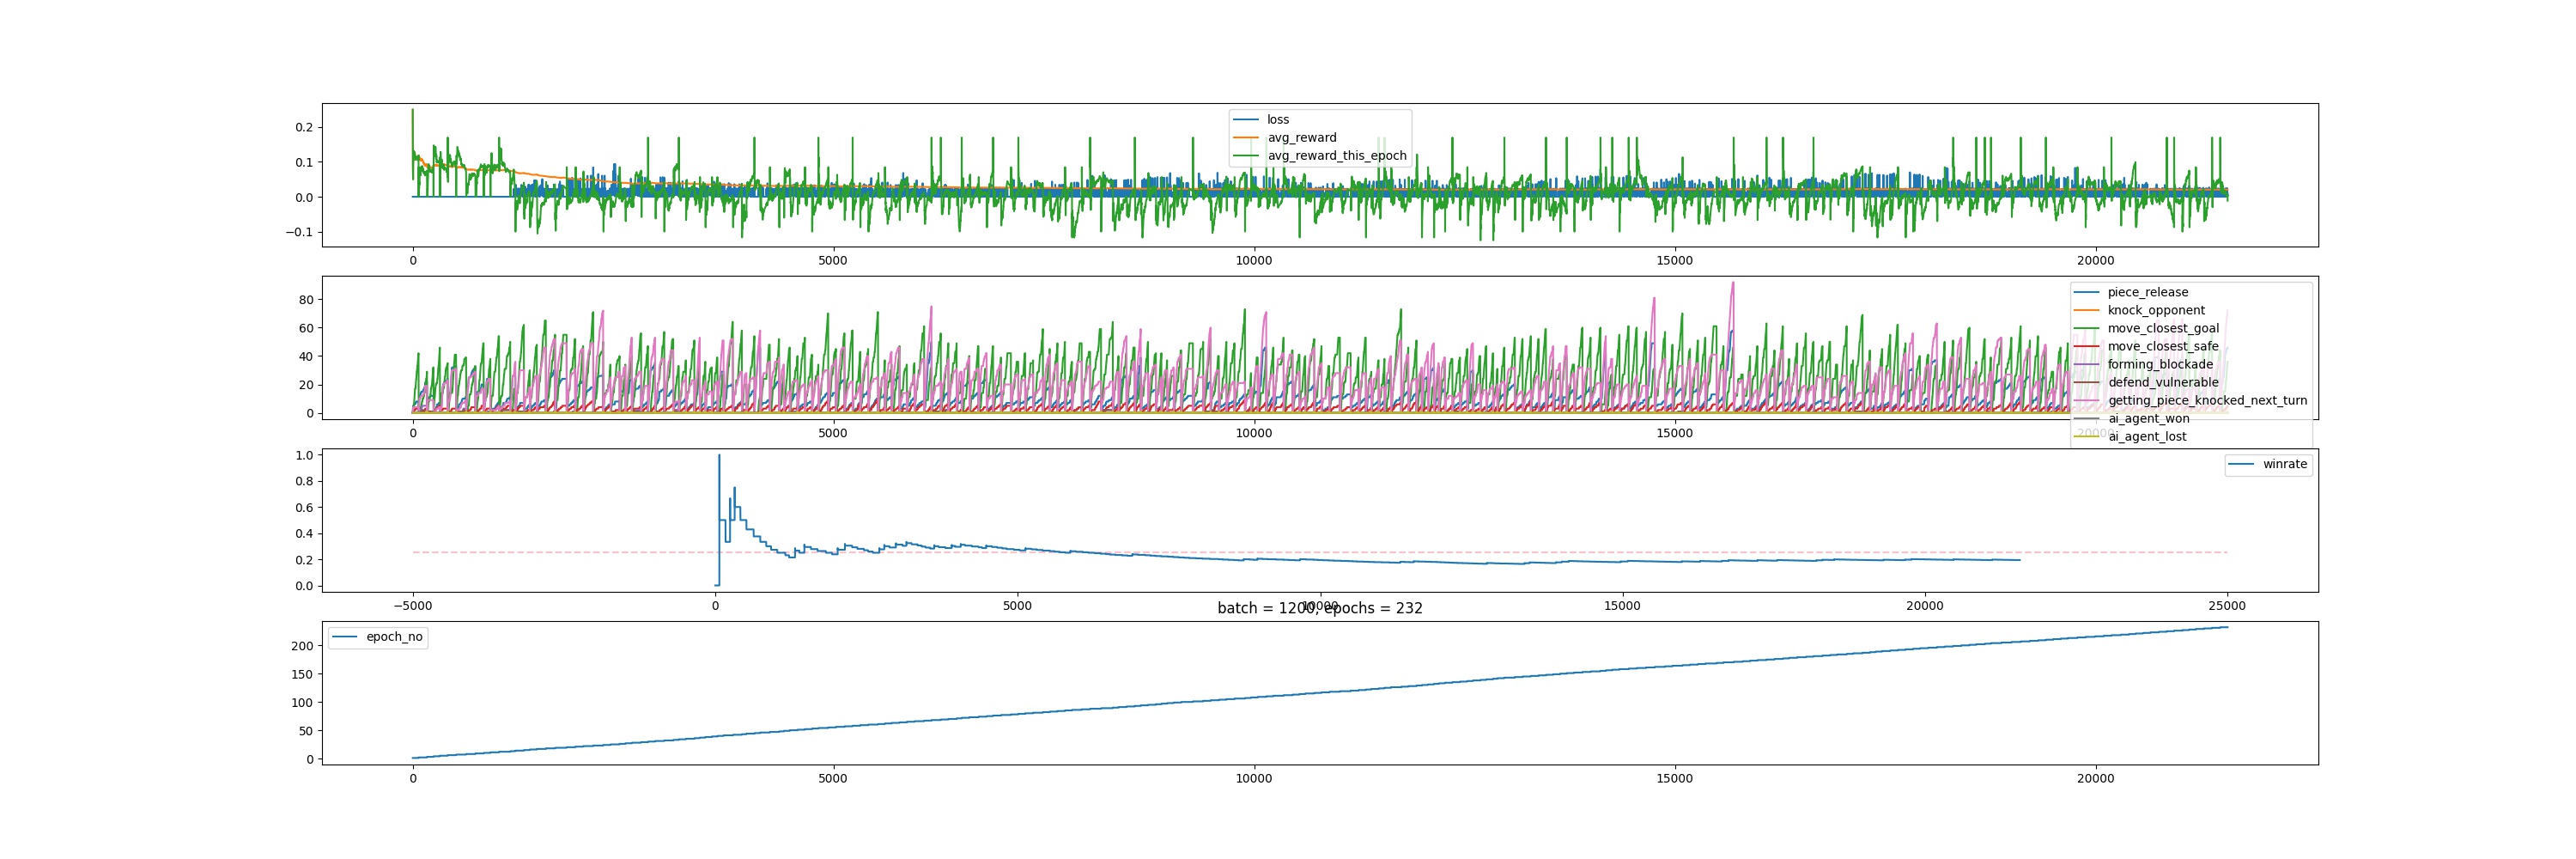 0.2
0.1
0.0
−0.1
loss
avg_reward
avg_reward_this_epoch
0 5000 10000 15000 20000
80
60
40
20
0
piece_release
knock_opponent
move_closest_goal
move_closest_safe
forming_blockade
defend_vulnerable
getting_piece_knocked_next_turn
ai_agent_won
ai_agent_lost
0 5000 10000 15000 20000
1.0
0.8
0.6
0.4
0.2
0.0
winrate
−5000 0 5000 10000 15000 20000 25000
batch = 1200, epochs = 232
200
150
100
50
0
epoch_no
0 5000 10000 15000 20000